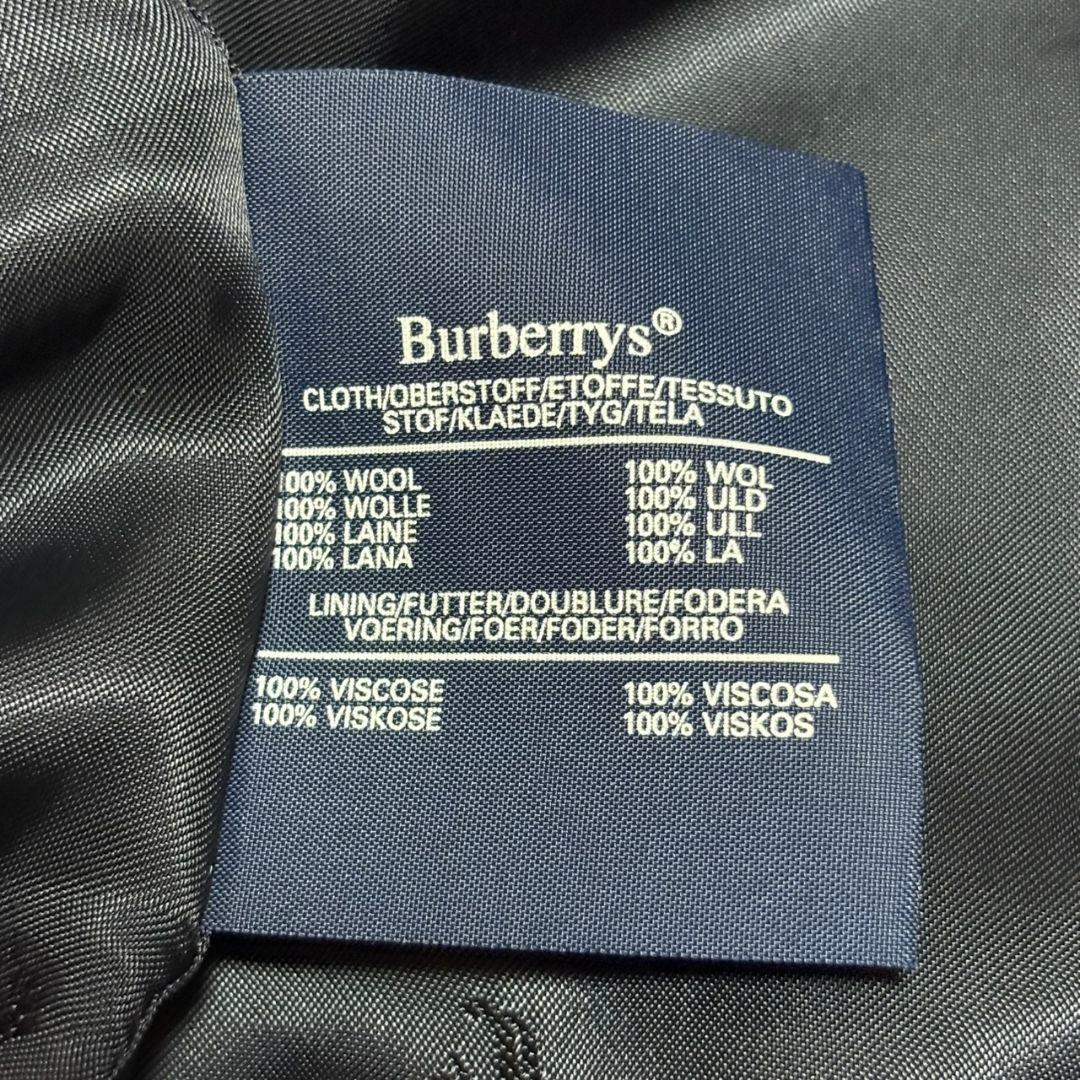 Burberrys®
CLOTH/OBERSTOFF/ETOFFE/TESSUTO
STOF/KLAEDE/TYG/TELA
100% WOOL 100% WOL
100% WOLLE 100% ULD
100% LAINE 100% ULL
100% LANA 100% LA
LINING/FUTTER/DOUBLURE/FODERA
VOERING/FOER/FODER/FORRO
100% VISCOSE 100% VISCOSA
100% VISKOSE 100% VISKOS